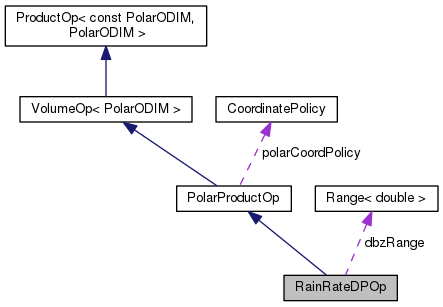 ProductOp< const PolarODIM,
PolarODIM >
VolumeOp< PolarODIM >
CoordinatePolicy
polarCoordPolicy
PolarProductOp
Range< double >
dbzRange
RainRateDPOp